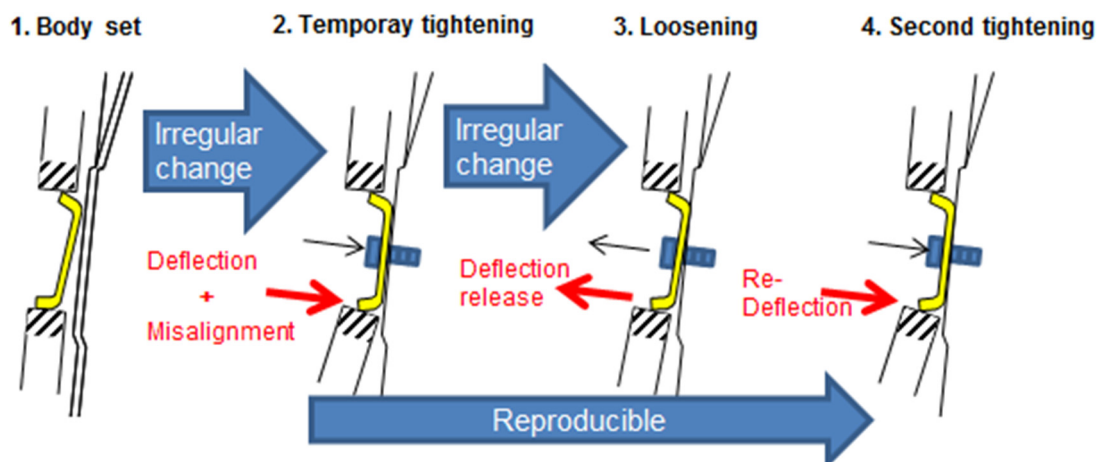 1. Body set
2. Temporay tightening
3. Loosening
4. Second tightening
Irregular
change
Irregular
change
Deflection
+
Misalignment
Deflection
release
Re-
Deflection
Reproducible